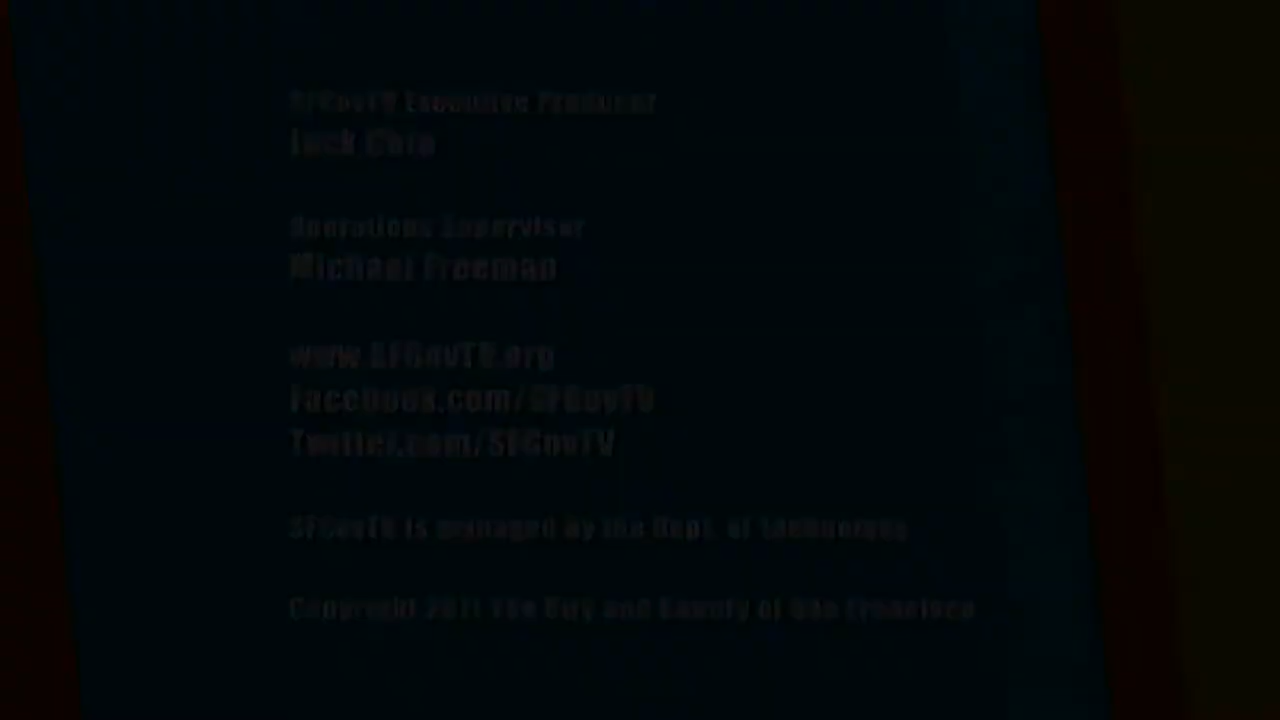 SFGovTV Executive Producer
Jack Chin
Operations Supervisor
Michael Freeman
www.SFGovTV.org
Facebook.com/SFGovTV
Twitter.com/SFGovTV
SFGovTV is managed by the Dept. of Technology
Copyright 2011 The City and County of San Francisco